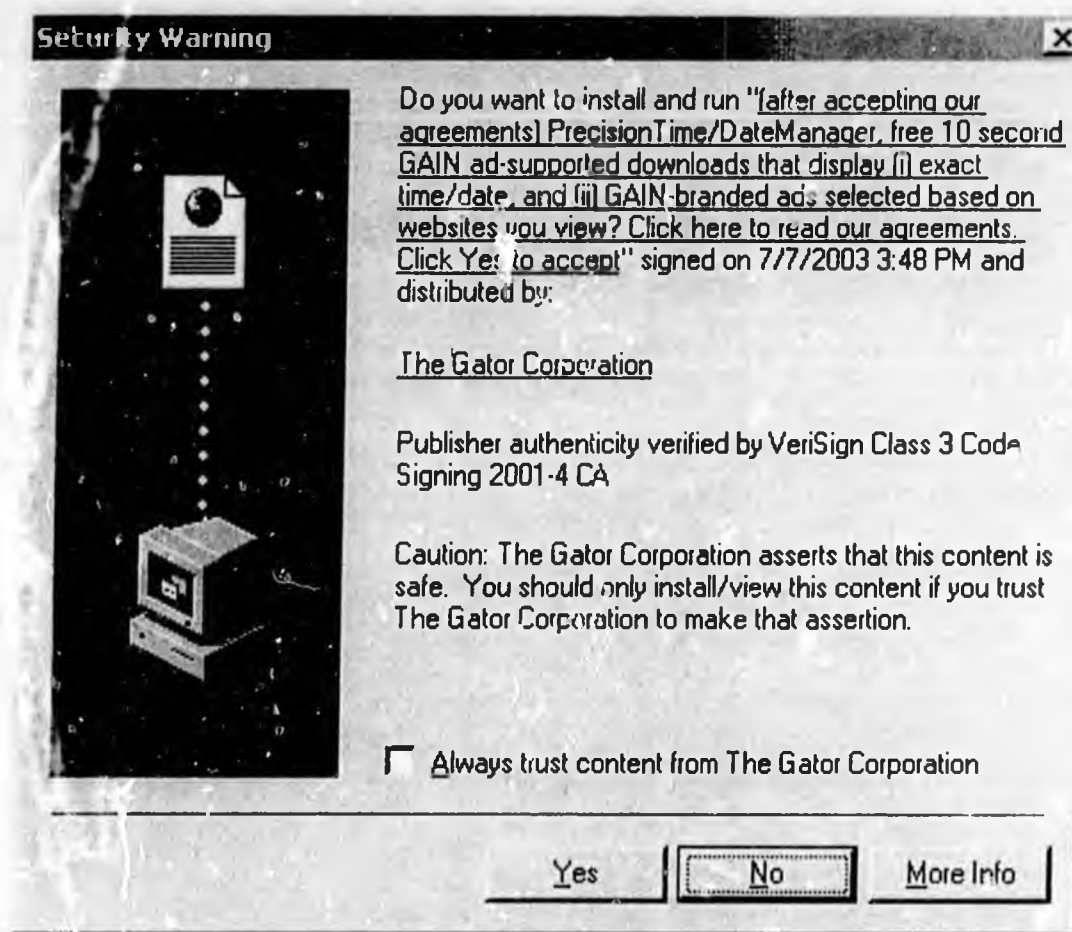 Security Warning
Do you want to install and run "[after accepting our
agreements] PrecisionTime/DateManager, free 10 second
GAIN ad-supported downloads that display (i) exact
time/date, and (ii) GAIN-branded ads selected based on
websites you view? Click here to read our agreements.
Click Yes to accept" signed on 7/7/2003 3:48 PM and
distributed by:
The Gator Corporation
Publisher authenticity verified by VeriSign Class 3 Code
Signing 2001-4 CA
Caution: The Gator Corporation asserts that this content is
safe. You should only install/view this content if you trust
The Gator Corporation to make that assertion.
Always trust content from The Gator Corporation
Yes No More Info